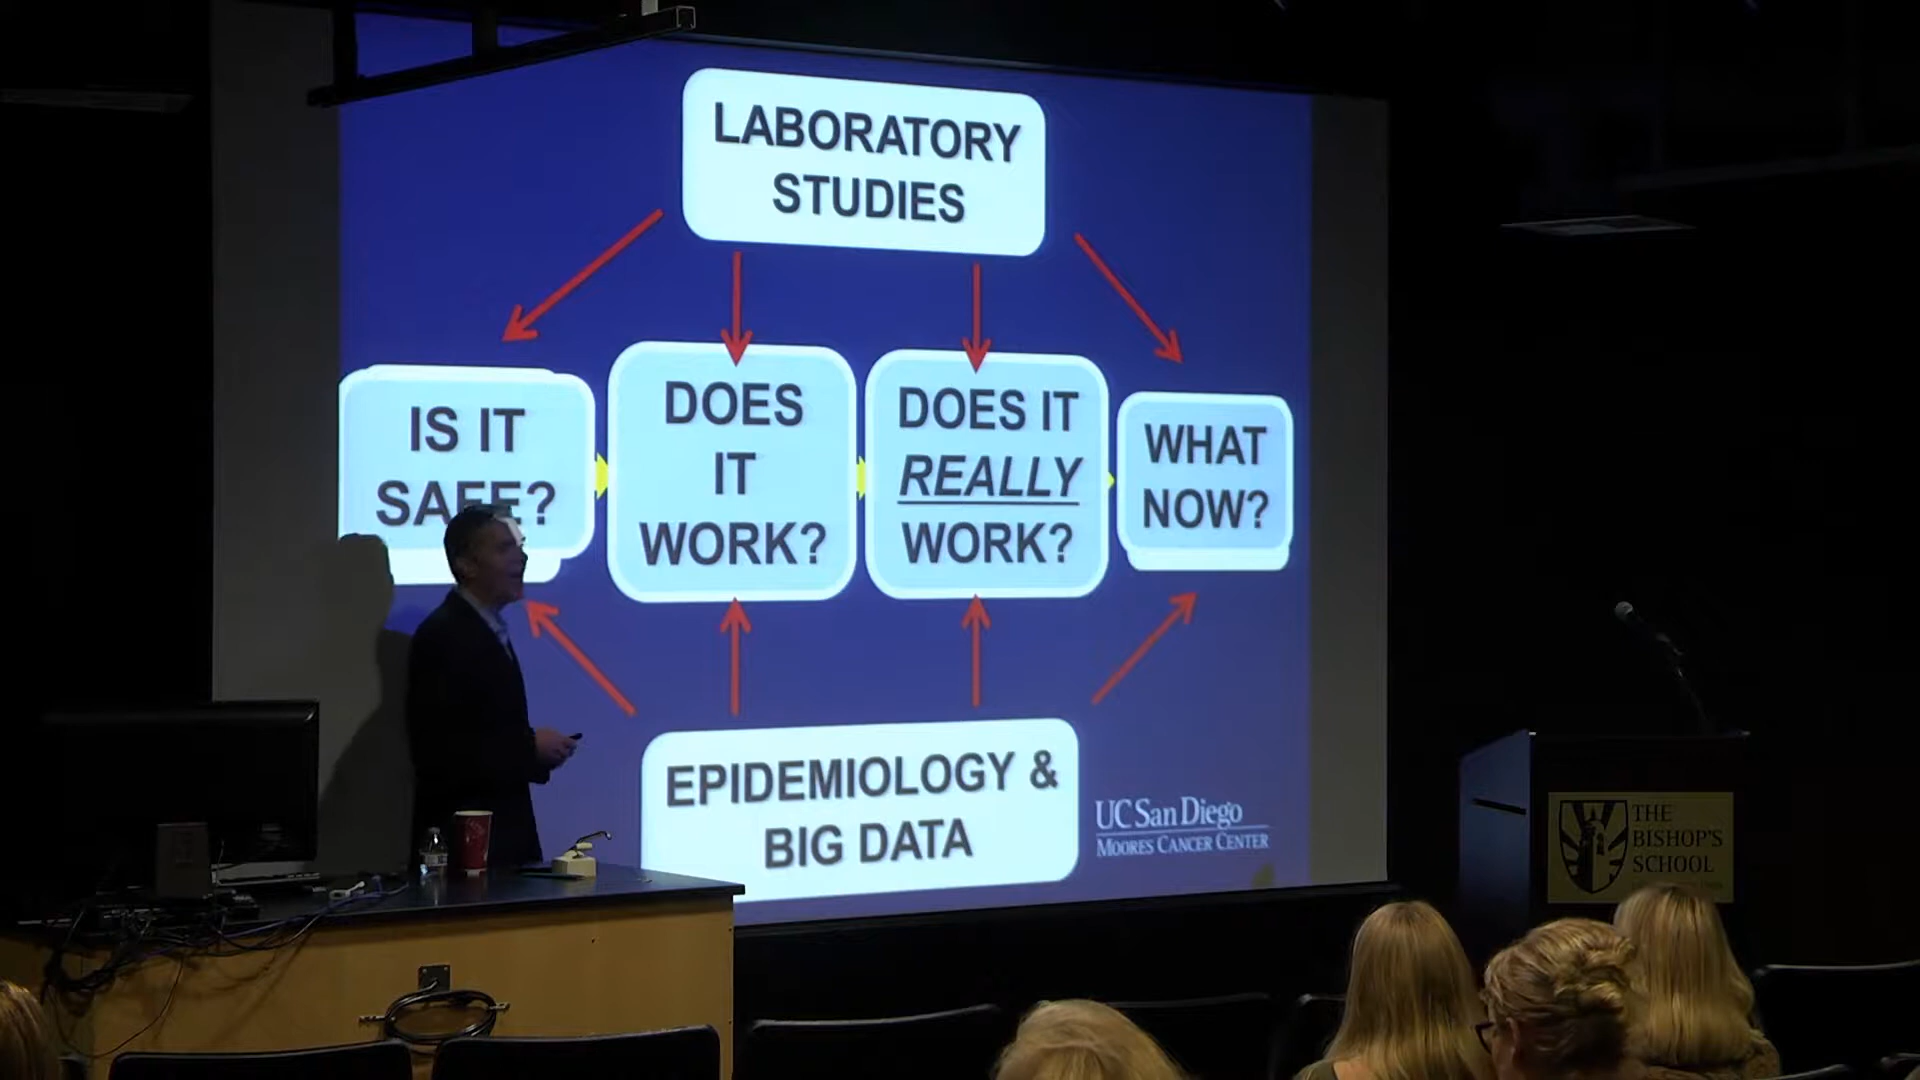 LABORATORY
STUDIES
IS IT
SAFE?
DOES
IT
WORK?
DOES IT
REALLY
WORK?
WHAT
NOW?
EPIDEMIOLOGY &
BIG DATA
UC San Diego
MOORES CANCER CENTER
THE
BISHOP'S
SCHOOL